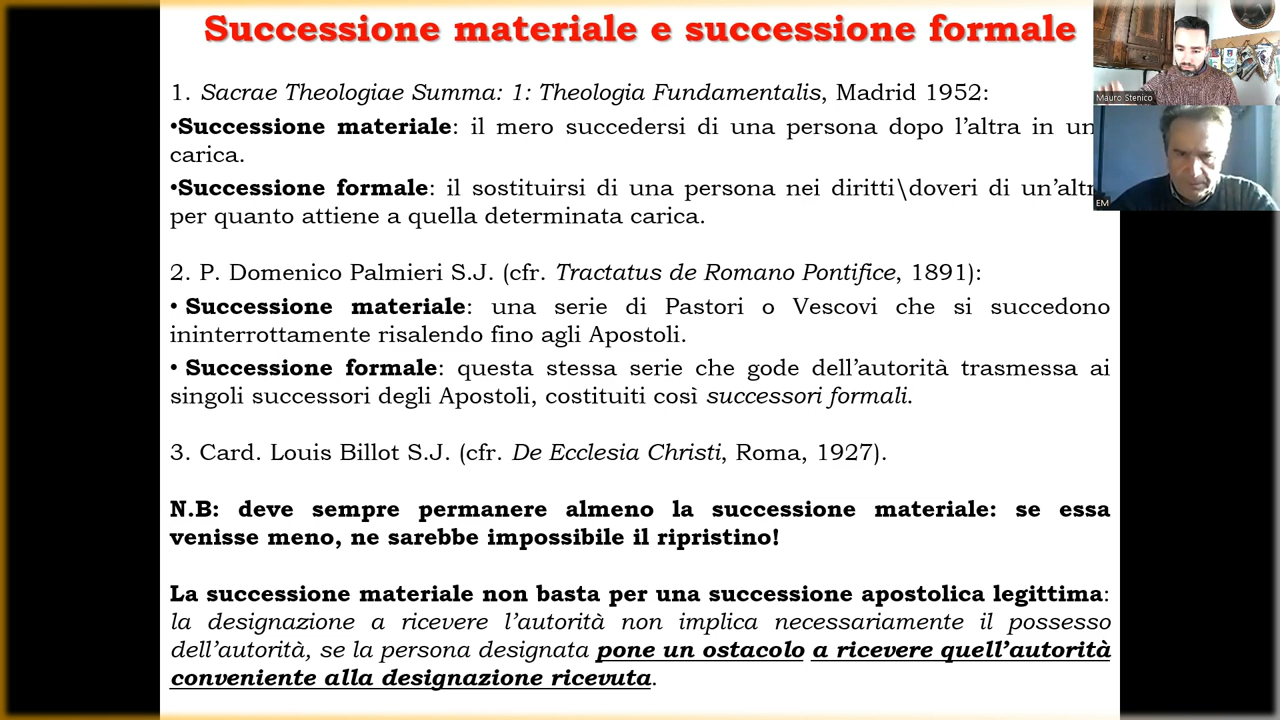 Successione materiale e successione formale
1. Sacrae Theologiae Summa: 1: Theologia Fundamentalis, Madrid 1952:
•Successione materiale: il mero succedersi di una persona dopo l’altra in un
carica.
•Successione formale: il sostituirsi di una persona nei diritti\doveri di un’altr
per quanto attiene a quella determinata carica.
2. P. Domenico Palmieri S.J. (cfr. Tractatus de Romano Pontifice, 1891):
• Successione materiale: una serie di Pastori o Vescovi che si succedono
ininterrottamente risalendo fino agli Apostoli.
• Successione formale: questa stessa serie che gode dell’autorità trasmessa ai
singoli successori degli Apostoli, costituiti così successori formali.
3. Card. Louis Billot S.J. (cfr. De Ecclesia Christi, Roma, 1927).
N.B: deve sempre permanere almeno la successione materiale: se essa
venisse meno, ne sarebbe impossibile il ripristino!
La successione materiale non basta per una successione apostolica legittima:
la designazione a ricevere l’autorità non implica necessariamente il possesso
dell’autorità, se la persona designata pone un ostacolo a ricevere quell’autorità
conveniente alla designazione ricevuta.
Mauro Stenico
EM